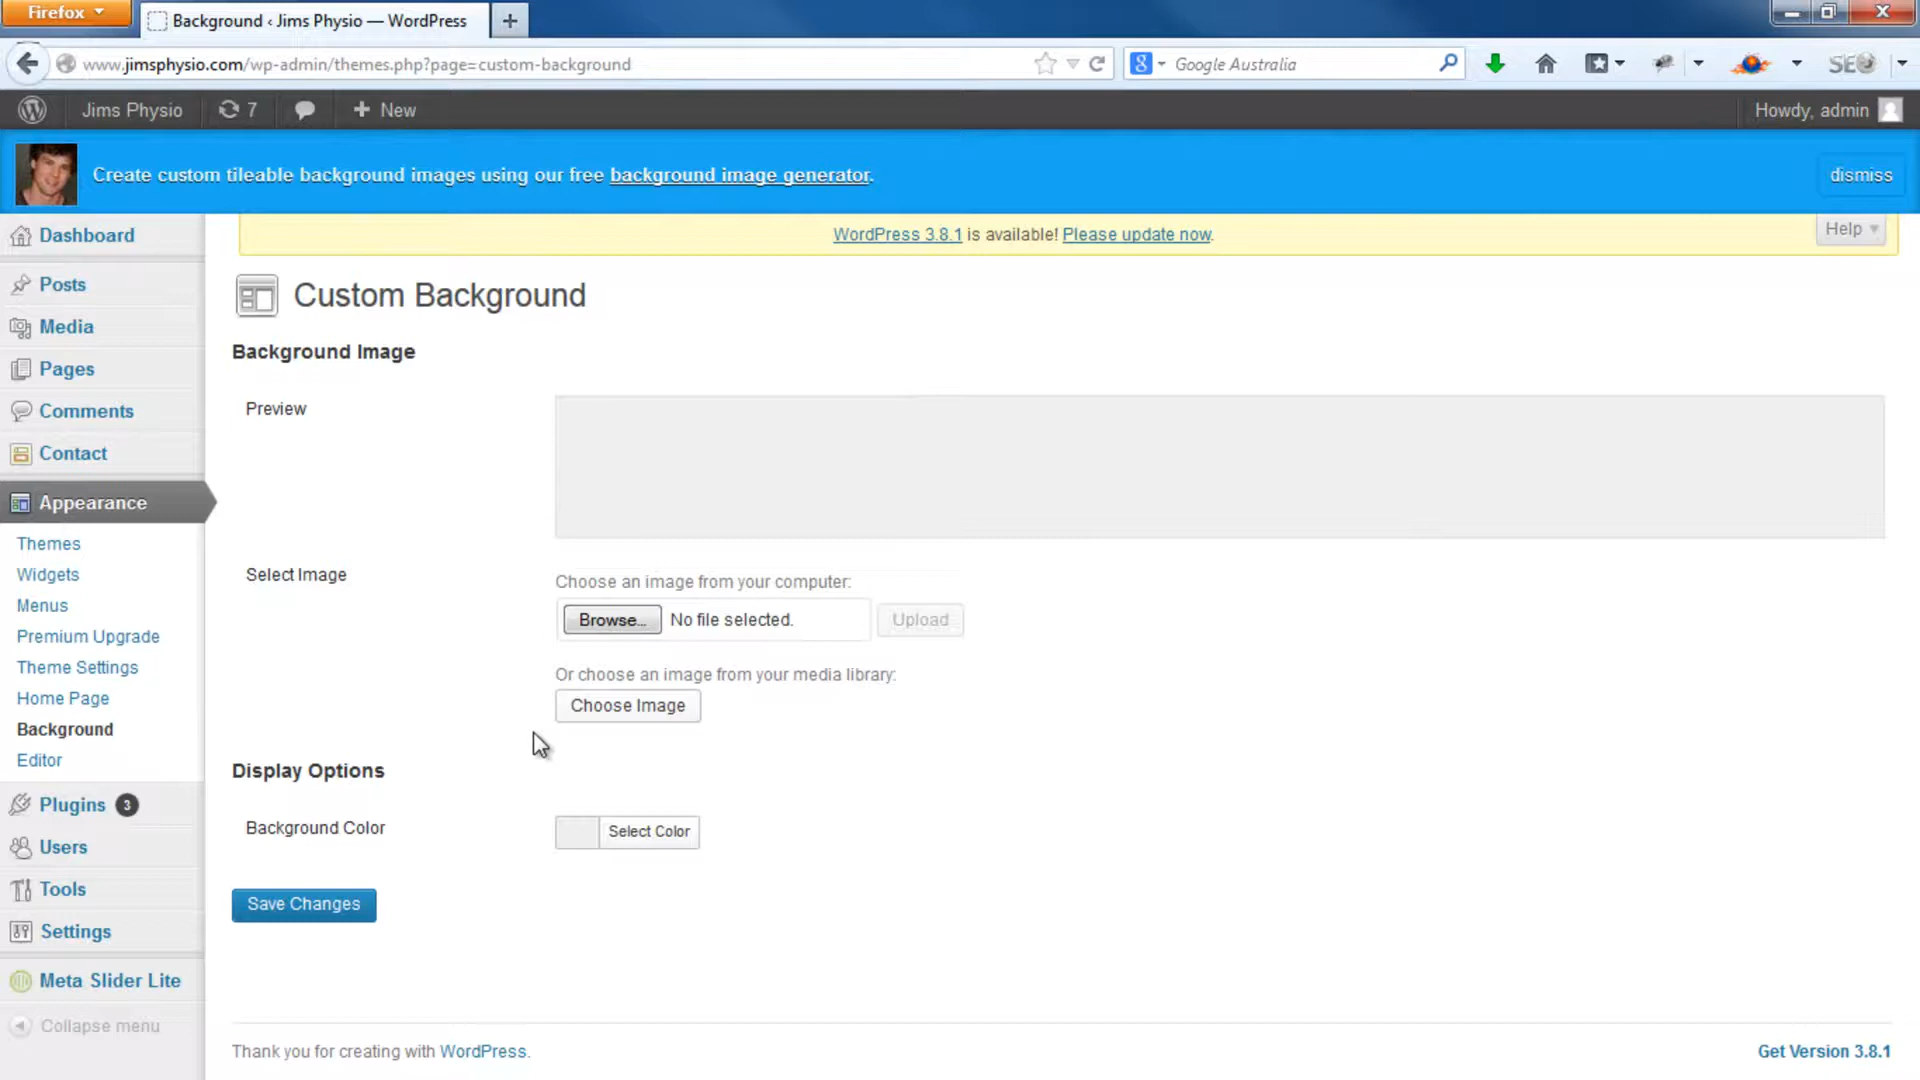 Firefox
Background ‹ Jims Physio — WordPress
www.jimsphysio.com/wp-admin/themes.php?page=custom-background
Google Australia
SEO
Jims Physio
7
New
Howdy, admin
Create custom tileable background images using our free background image generator.
dismiss
WordPress 3.8.1 is available! Please update now.
Help
Dashboard
Posts
Media
Pages
Comments
Contact
Appearance
Themes
Widgets
Menus
Premium Upgrade
Theme Settings
Home Page
Background
Editor
Plugins 3
Users
Tools
Settings
Meta Slider Lite
Collapse menu
Custom Background
Background Image
Preview
Select Image
Choose an image from your computer:
Browse... No file selected. Upload
Or choose an image from your media library:
Choose Image
Display Options
Background Color
Select Color
Save Changes
Thank you for creating with WordPress.
Get Version 3.8.1